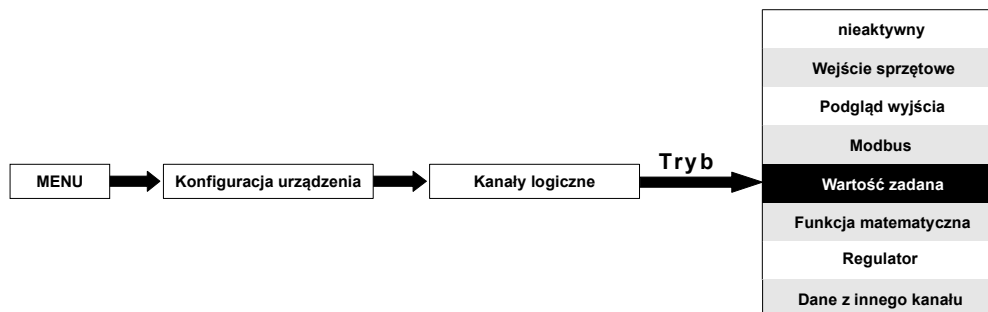 MENU
Konfiguracja urządzenia
Kanały logiczne
Tryb
nieaktywny
Wejście sprzętowe
Podgląd wyjścia
Modbus
Wartość zadana
Funkcja matematyczna
Regulator
Dane z innego kanału